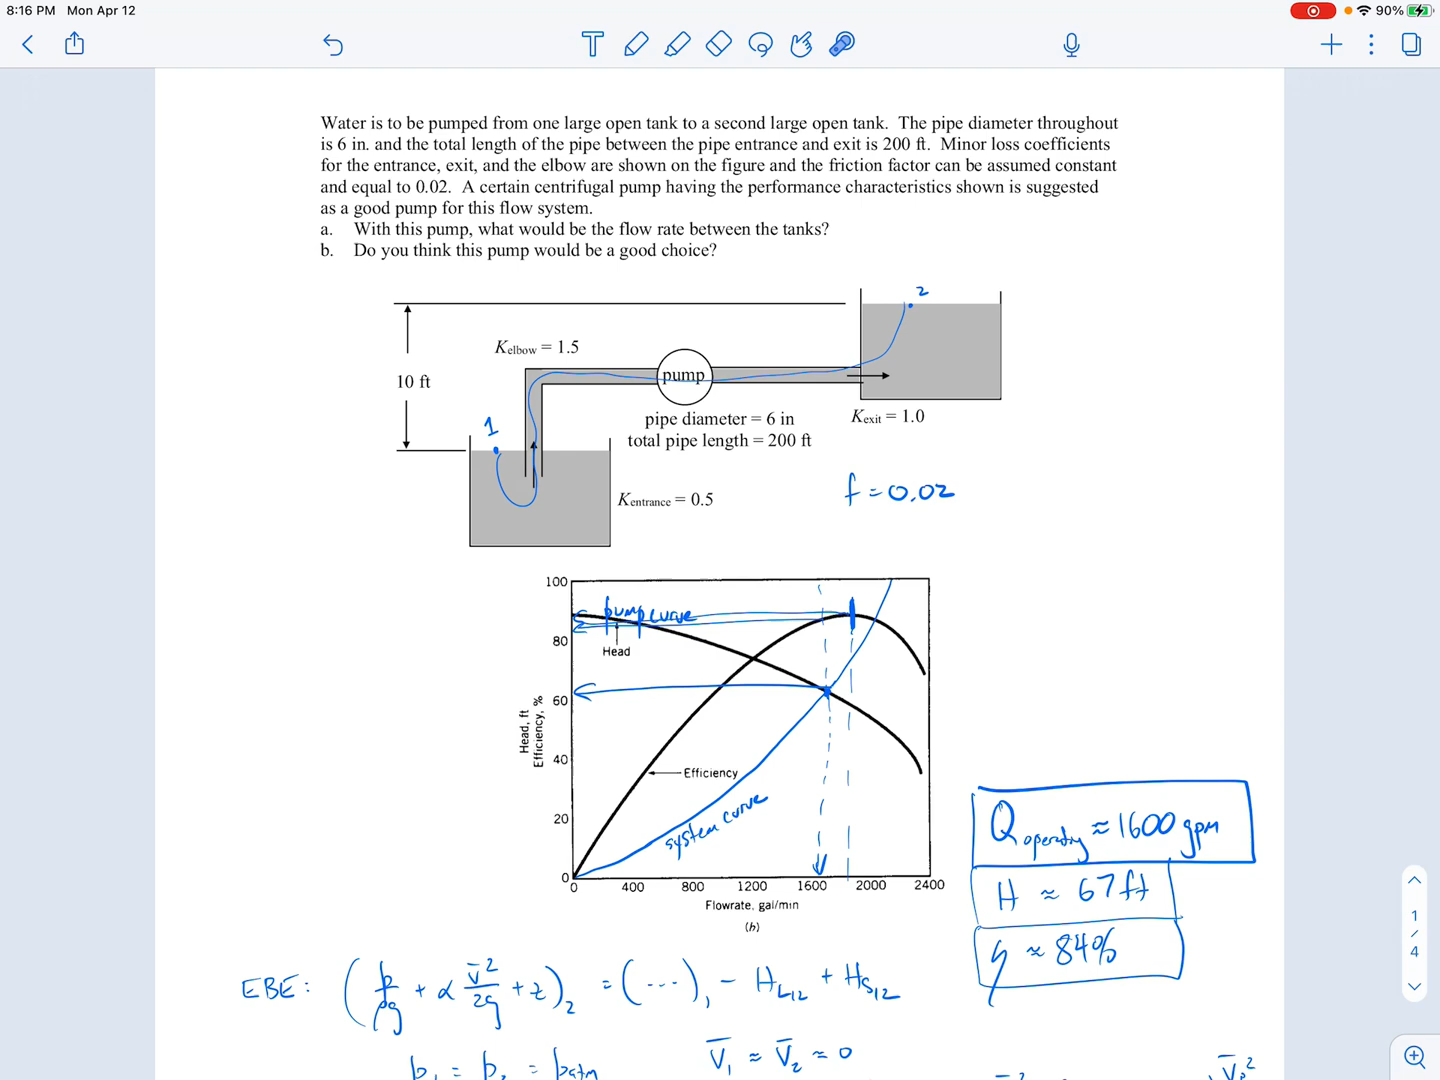 8:16 PM Mon Apr 12
90%
Water is to be pumped from one large open tank to a second large open tank. The pipe diameter throughout
is 6 in. and the total length of the pipe between the pipe entrance and exit is 200 ft. Minor loss coefficients
for the entrance, exit, and the elbow are shown on the figure and the friction factor can be assumed constant
and equal to 0.02. A certain centrifugal pump having the performance characteristics shown is suggested
as a good pump for this flow system.
a. With this pump, what would be the flow rate between the tanks?
b. Do you think this pump would be a good choice?
2
Kelbow = 1.5
pump
10 ft
Kexit = 1.0
pipe diameter = 6 in
total pipe length = 200 ft
1
Kentrance = 0.5
f = 0.02
100
80
60
40
20
0
Head, ft
Efficiency, %
pump curve
Head
Efficiency
system curve
0 400 800 1200 1600 2000 2400
Flowrate, gal/min
(b)
Q operating ≈ 1600 gpm
H ≈ 67 ft
η ≈ 84%
EBE: (p/ρg + α V̄²/2g + z)₂ = (...)₁ - H_L12 + H_S12
p₁ = p₂ = patm
V̄₁ ≈ V̄₂ ≈ 0
1
/
4